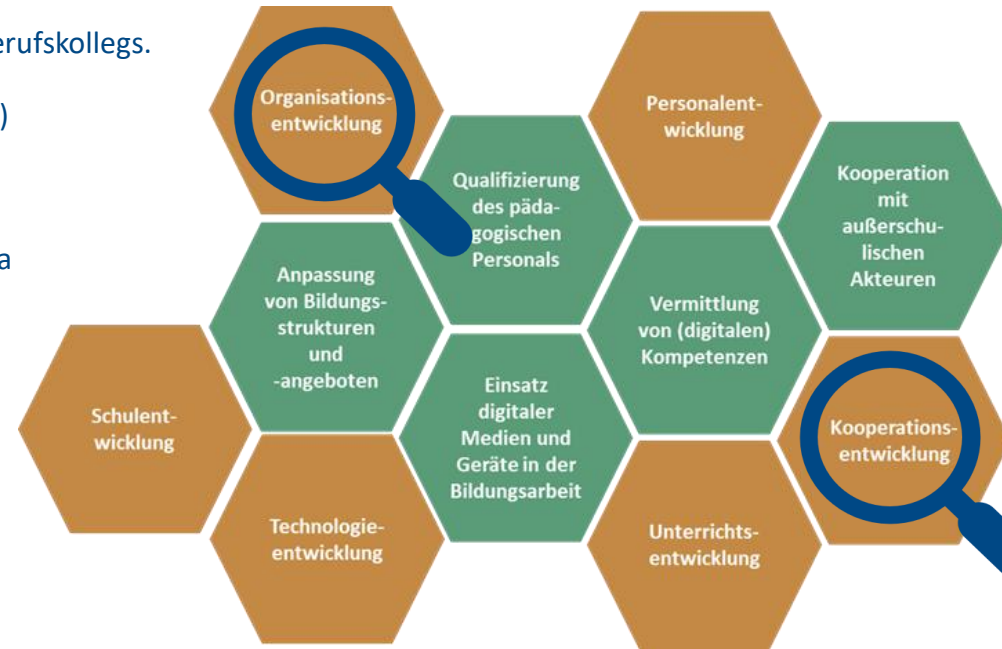 erufskollegs.
)
a
Organisations-
entwicklung
Personalent-
wicklung
Qualifizierung
des päda-
gogischen
Personals
Kooperation
mit
außerschu-
lischen
Akteuren
Anpassung
von Bildungs-
strukturen
und
-angeboten
Vermittlung
von (digitalen)
Kompetenzen
Schulent-
wicklung
Einsatz
digitaler
Medien und
Geräte in der
Bildungsarbeit
Kooperations-
entwicklung
Technologie-
entwicklung
Unterrichts-
entwicklung